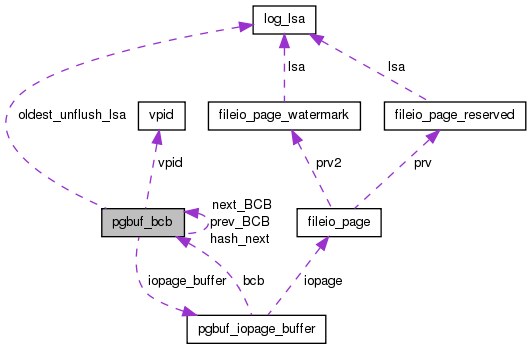 log_lsa
lsa
lsa
oldest_unflush_lsa
vpid
fileio_page_watermark
fileio_page_reserved
vpid
prv2
prv
next_BCB
prev_BCB
hash_next
pgbuf_bcb
fileio_page
iopage_buffer
bcb
iopage
pgbuf_iopage_buffer